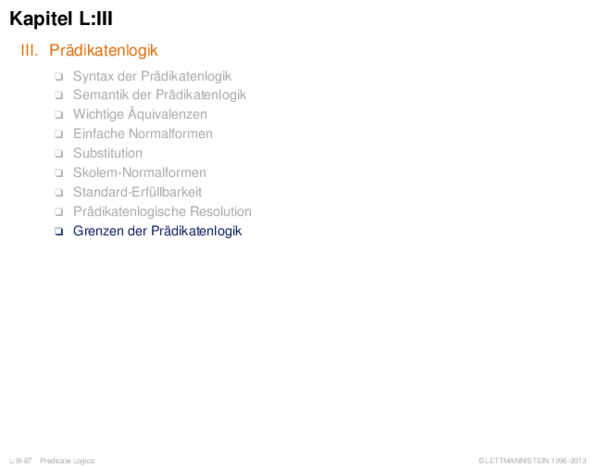 Kapitel L:III
III. Prädikatenlogik
❑ Syntax der Prädikatenlogik
❑ Semantik der Prädikatenlogik
❑ Wichtige Äquivalenzen
❑ Einfache Normalformen
❑ Substitution
❑ Skolem-Normalformen
❑ Standard-Erfüllbarkeit
❑ Prädikatenlogische Resolution
❑ Grenzen der Prädikatenlogik
L:III-87 Predicate Logics ©LETTMANN/STEIN 1996-2013